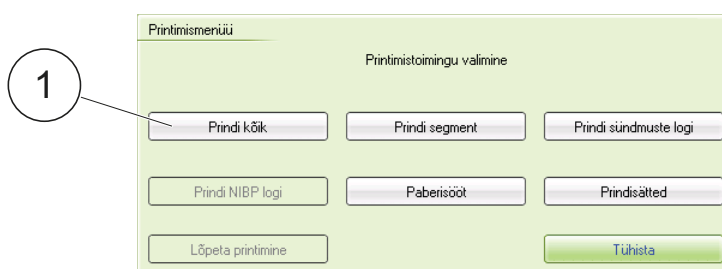 Printimismenüü
Printimistoimingu valimine
1
Prindi kõik
Prindi segment
Prindi sündmuste logi
Prindi NIBP logi
Paberisööt
Prindisätted
Lõpeta printimine
Tühista